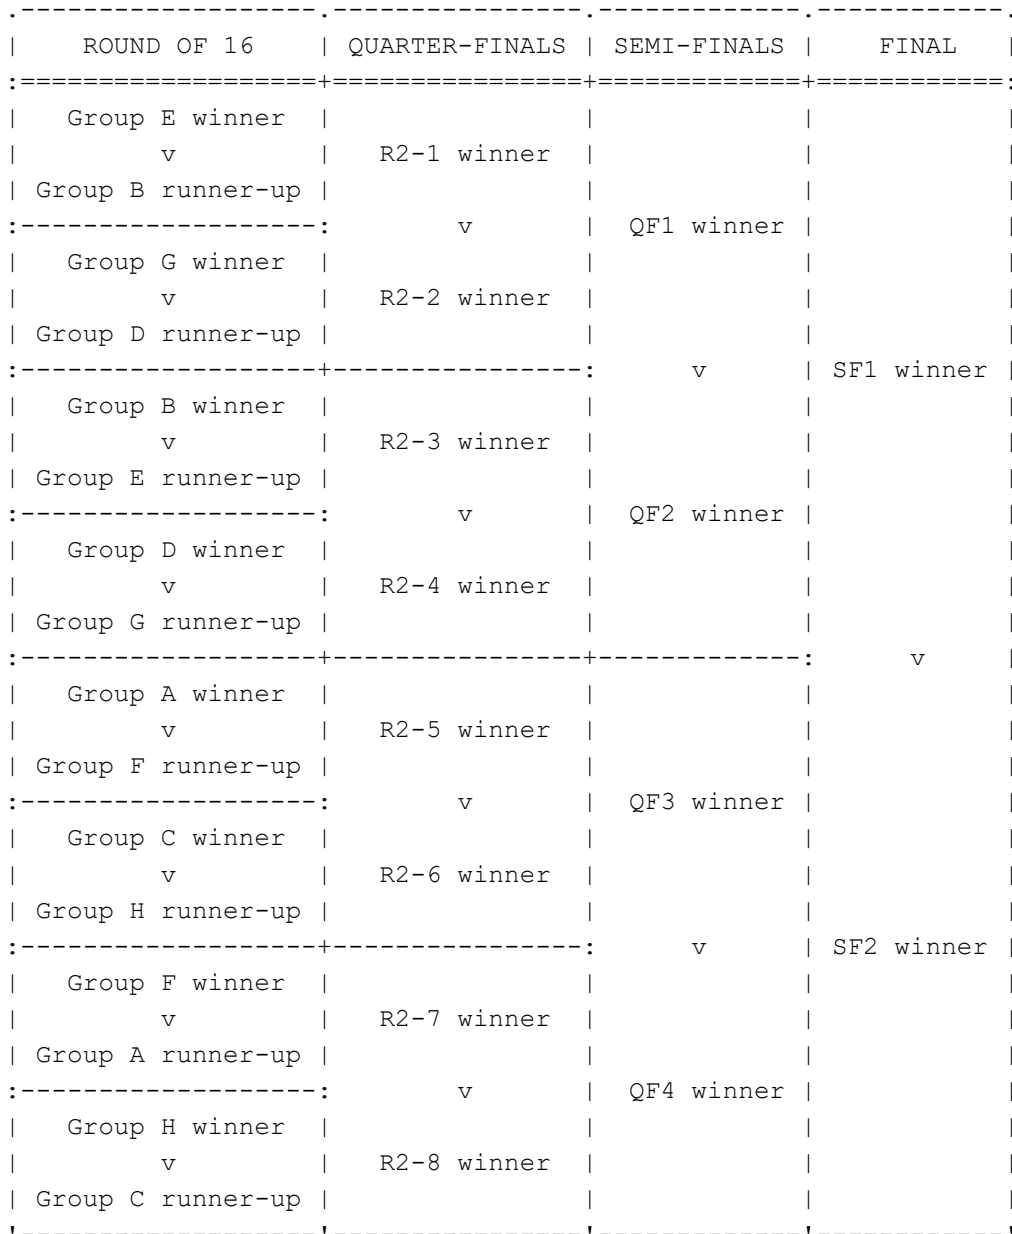 .-------------------.----------------.-------------.------------.
|    ROUND OF 16    | QUARTER-FINALS | SEMI-FINALS |    FINAL   |
:===================+================+=============+============:
|   Group E winner  |                |             |            |
|         v         |   R2-1 winner  |             |            |
| Group B runner-up |                |             |            |
:-------------------:        v       |  QF1 winner |            |
|   Group G winner  |                |             |            |
|         v         |   R2-2 winner  |             |            |
| Group D runner-up |                |             |            |
:-------------------+----------------:      v      | SF1 winner |
|   Group B winner  |                |             |            |
|         v         |   R2-3 winner  |             |            |
| Group E runner-up |                |             |            |
:-------------------:        v       |  QF2 winner |            |
|   Group D winner  |                |             |            |
|         v         |   R2-4 winner  |             |            |
| Group G runner-up |                |             |            |
:-------------------+----------------+-------------:      v     |
|   Group A winner  |                |             |            |
|         v         |   R2-5 winner  |             |            |
| Group F runner-up |                |             |            |
:-------------------:        v       |  QF3 winner |            |
|   Group C winner  |                |             |            |
|         v         |   R2-6 winner  |             |            |
| Group H runner-up |                |             |            |
:-------------------+----------------:      v      | SF2 winner |
|   Group F winner  |                |             |            |
|         v         |   R2-7 winner  |             |            |
| Group A runner-up |                |             |            |
:-------------------:        v       |  QF4 winner |            |
|   Group H winner  |                |             |            |
|         v         |   R2-8 winner  |             |            |
| Group C runner-up |                |             |            |
'-------------------'----------------'-------------'------------'